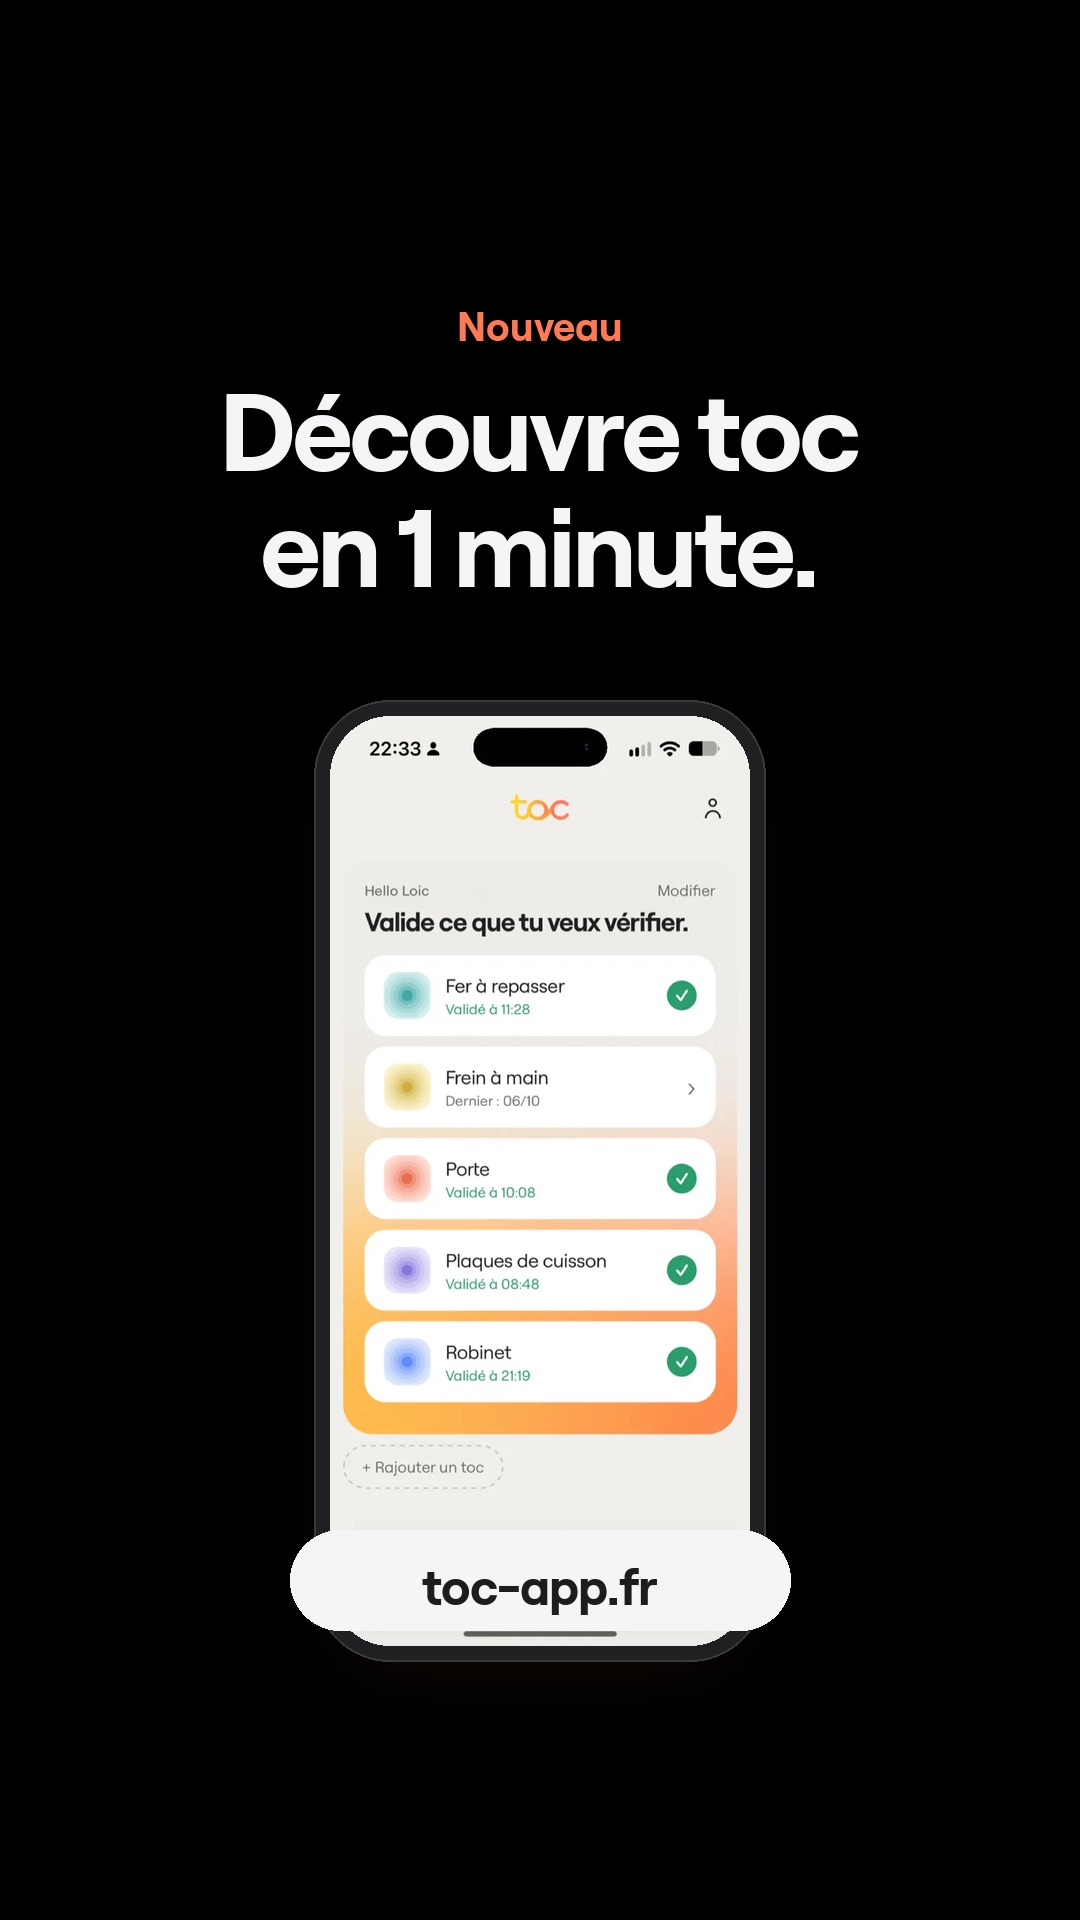 Nouveau
Découvre toc
en 1 minute.
22:33
toc
Hello Loic
Modifier
Valide ce que tu veux vérifier.
Fer à repasser
Validé à 11:28
Frein à main
Dernier : 06/10
Porte
Validé à 10:08
Plaques de cuisson
Validé à 08:48
Robinet
Validé à 21:19
+ Rajouter un toc
toc-app.fr